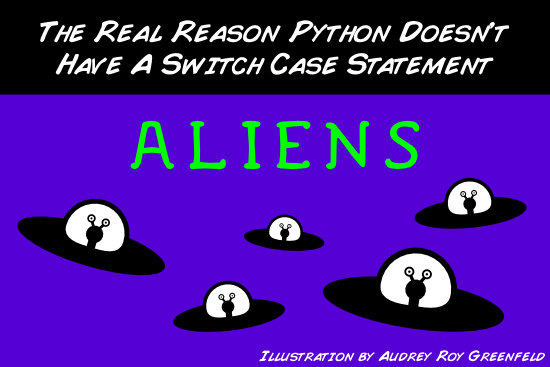 The Real Reason Python Doesn't
Have A Switch Case Statement
ALIENS
Illustration by Audrey Roy Greenfeld